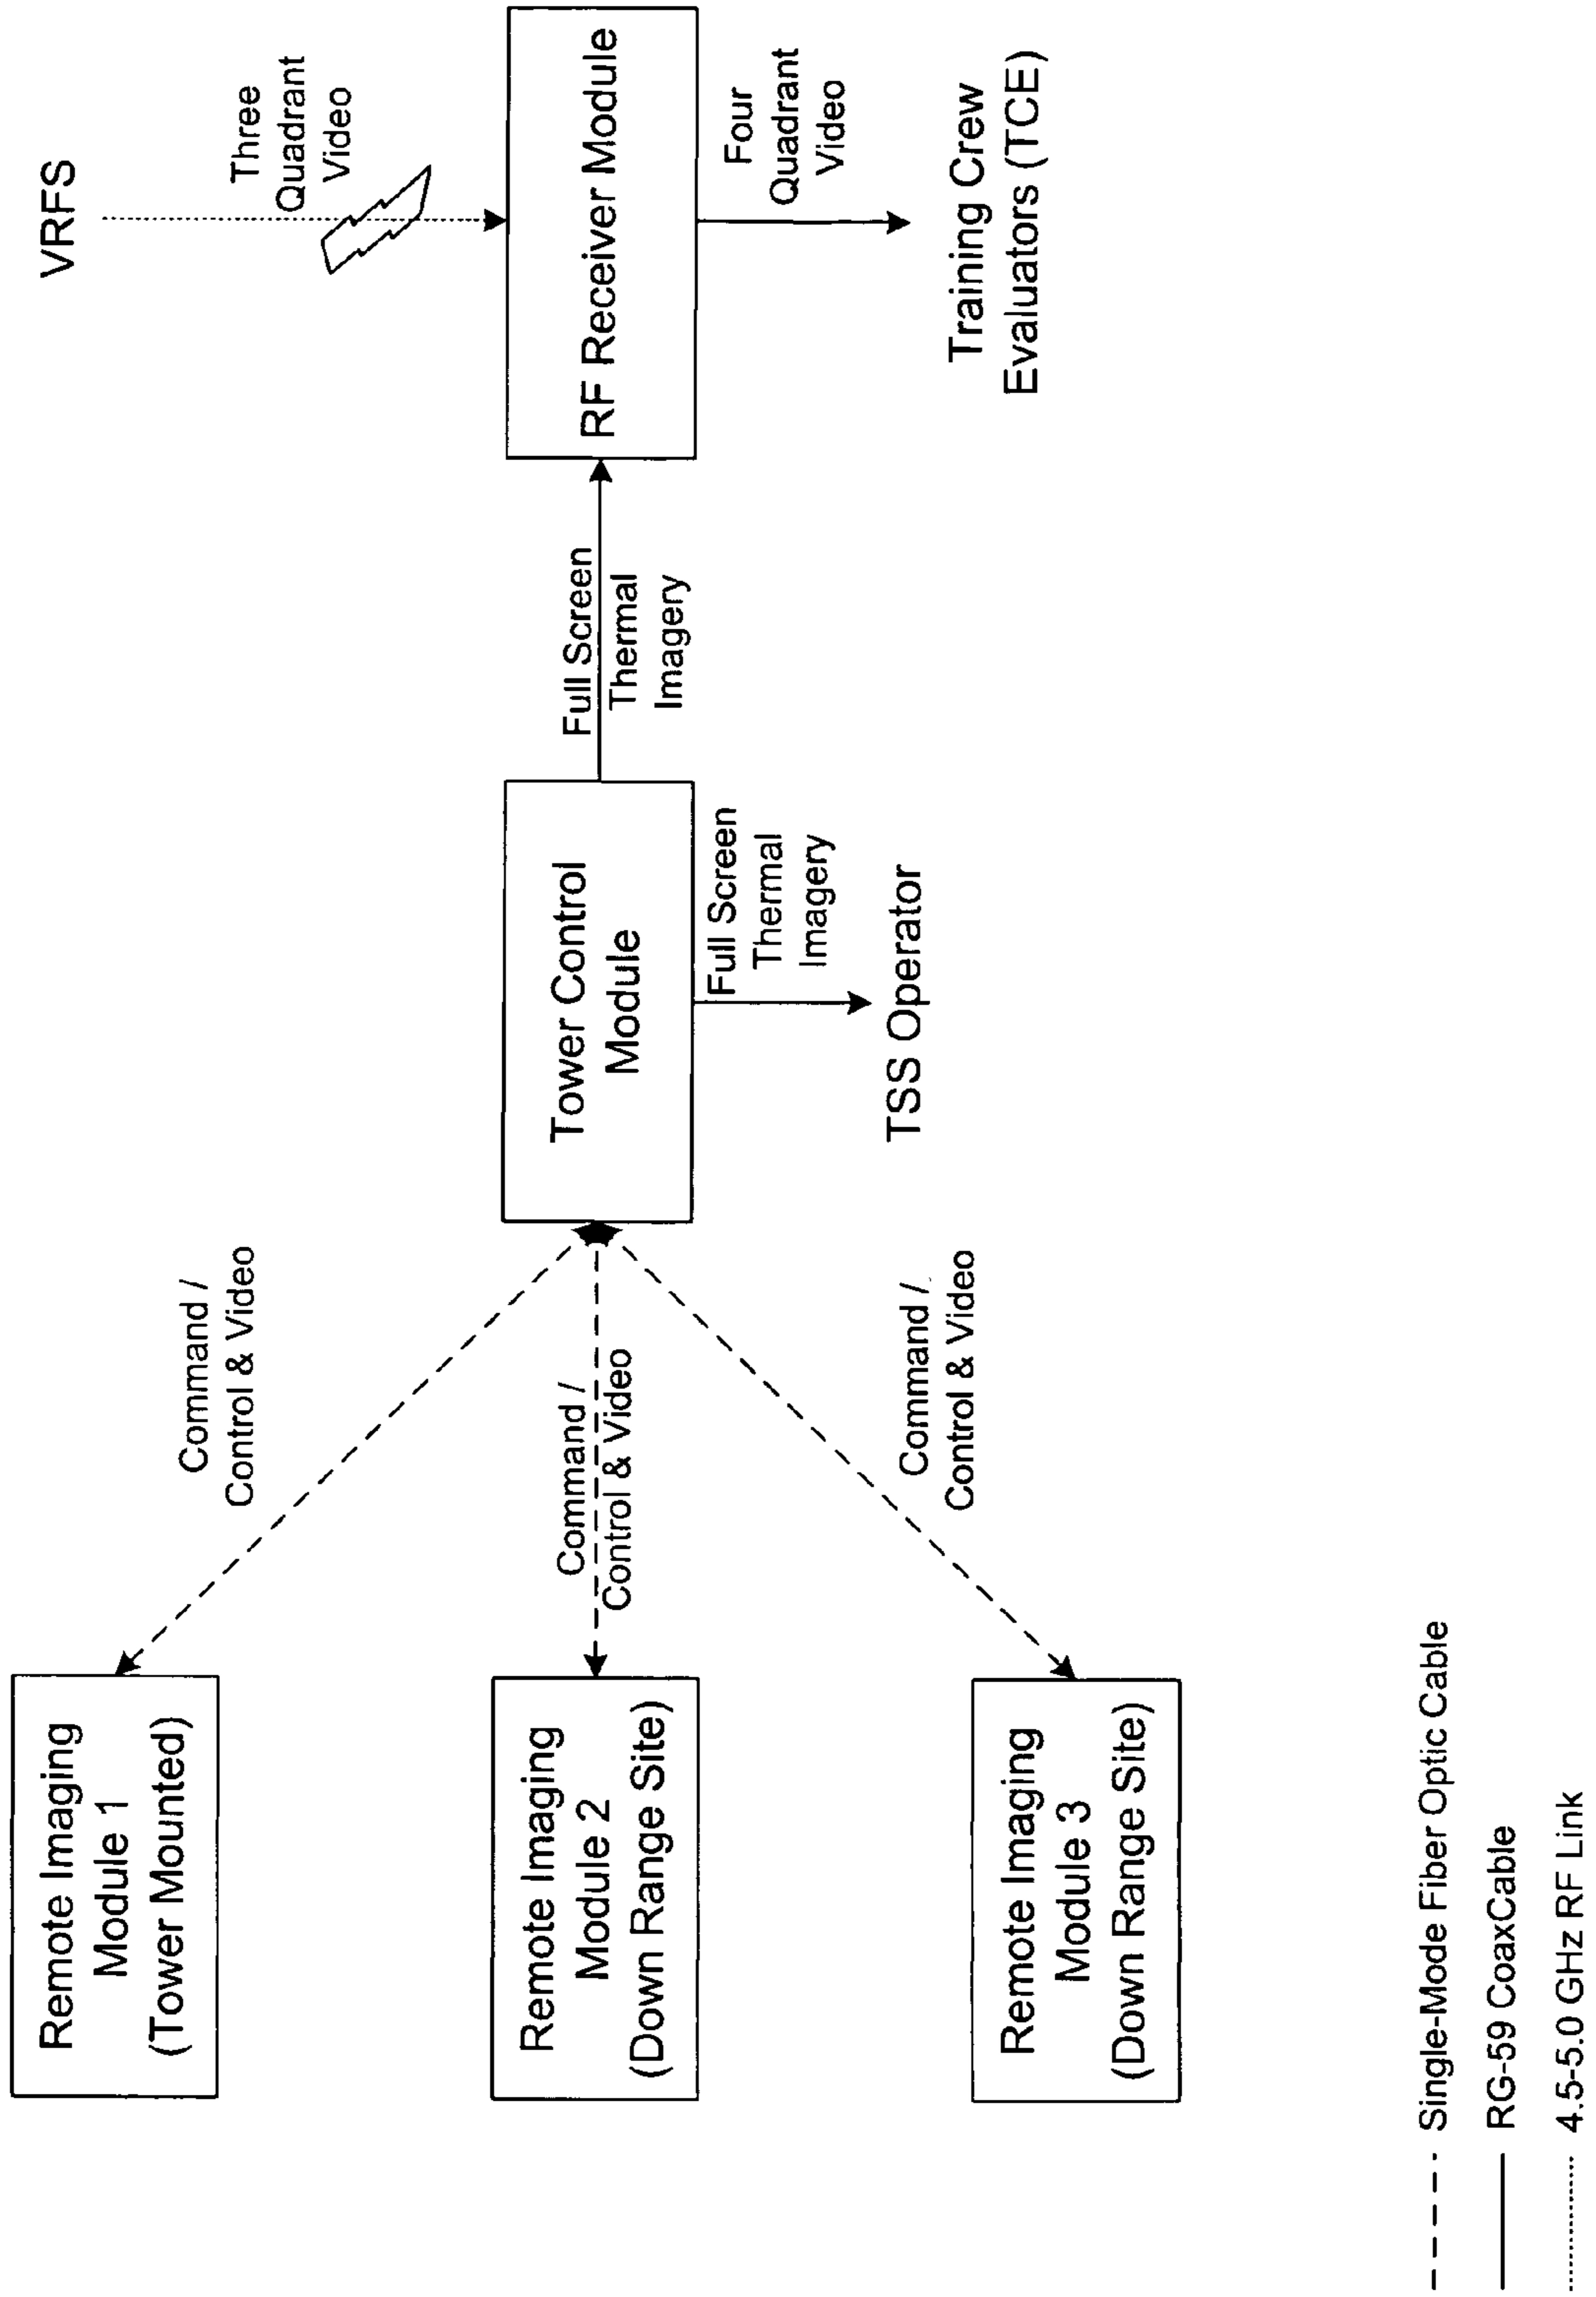 Remote Imaging
Module 1
(Tower Mounted)
Command /
Control & Video
VRFS
Three
Quadrant
Video
Remote Imaging
Module 2
(Down Range Site)
Command /
Control & Video
Tower Control
Module
Full Screen
Thermal
Imagery
RF Receiver Module
Full Screen
Thermal
Imagery
TSS Operator
Four
Quadrant
Video
Training Crew
Evaluators (TCE)
Remote Imaging
Module 3
(Down Range Site)
Command /
Control & Video
Single-Mode Fiber Optic Cable
RG-59 CoaxCable
4.5-5.0 GHz RF Link